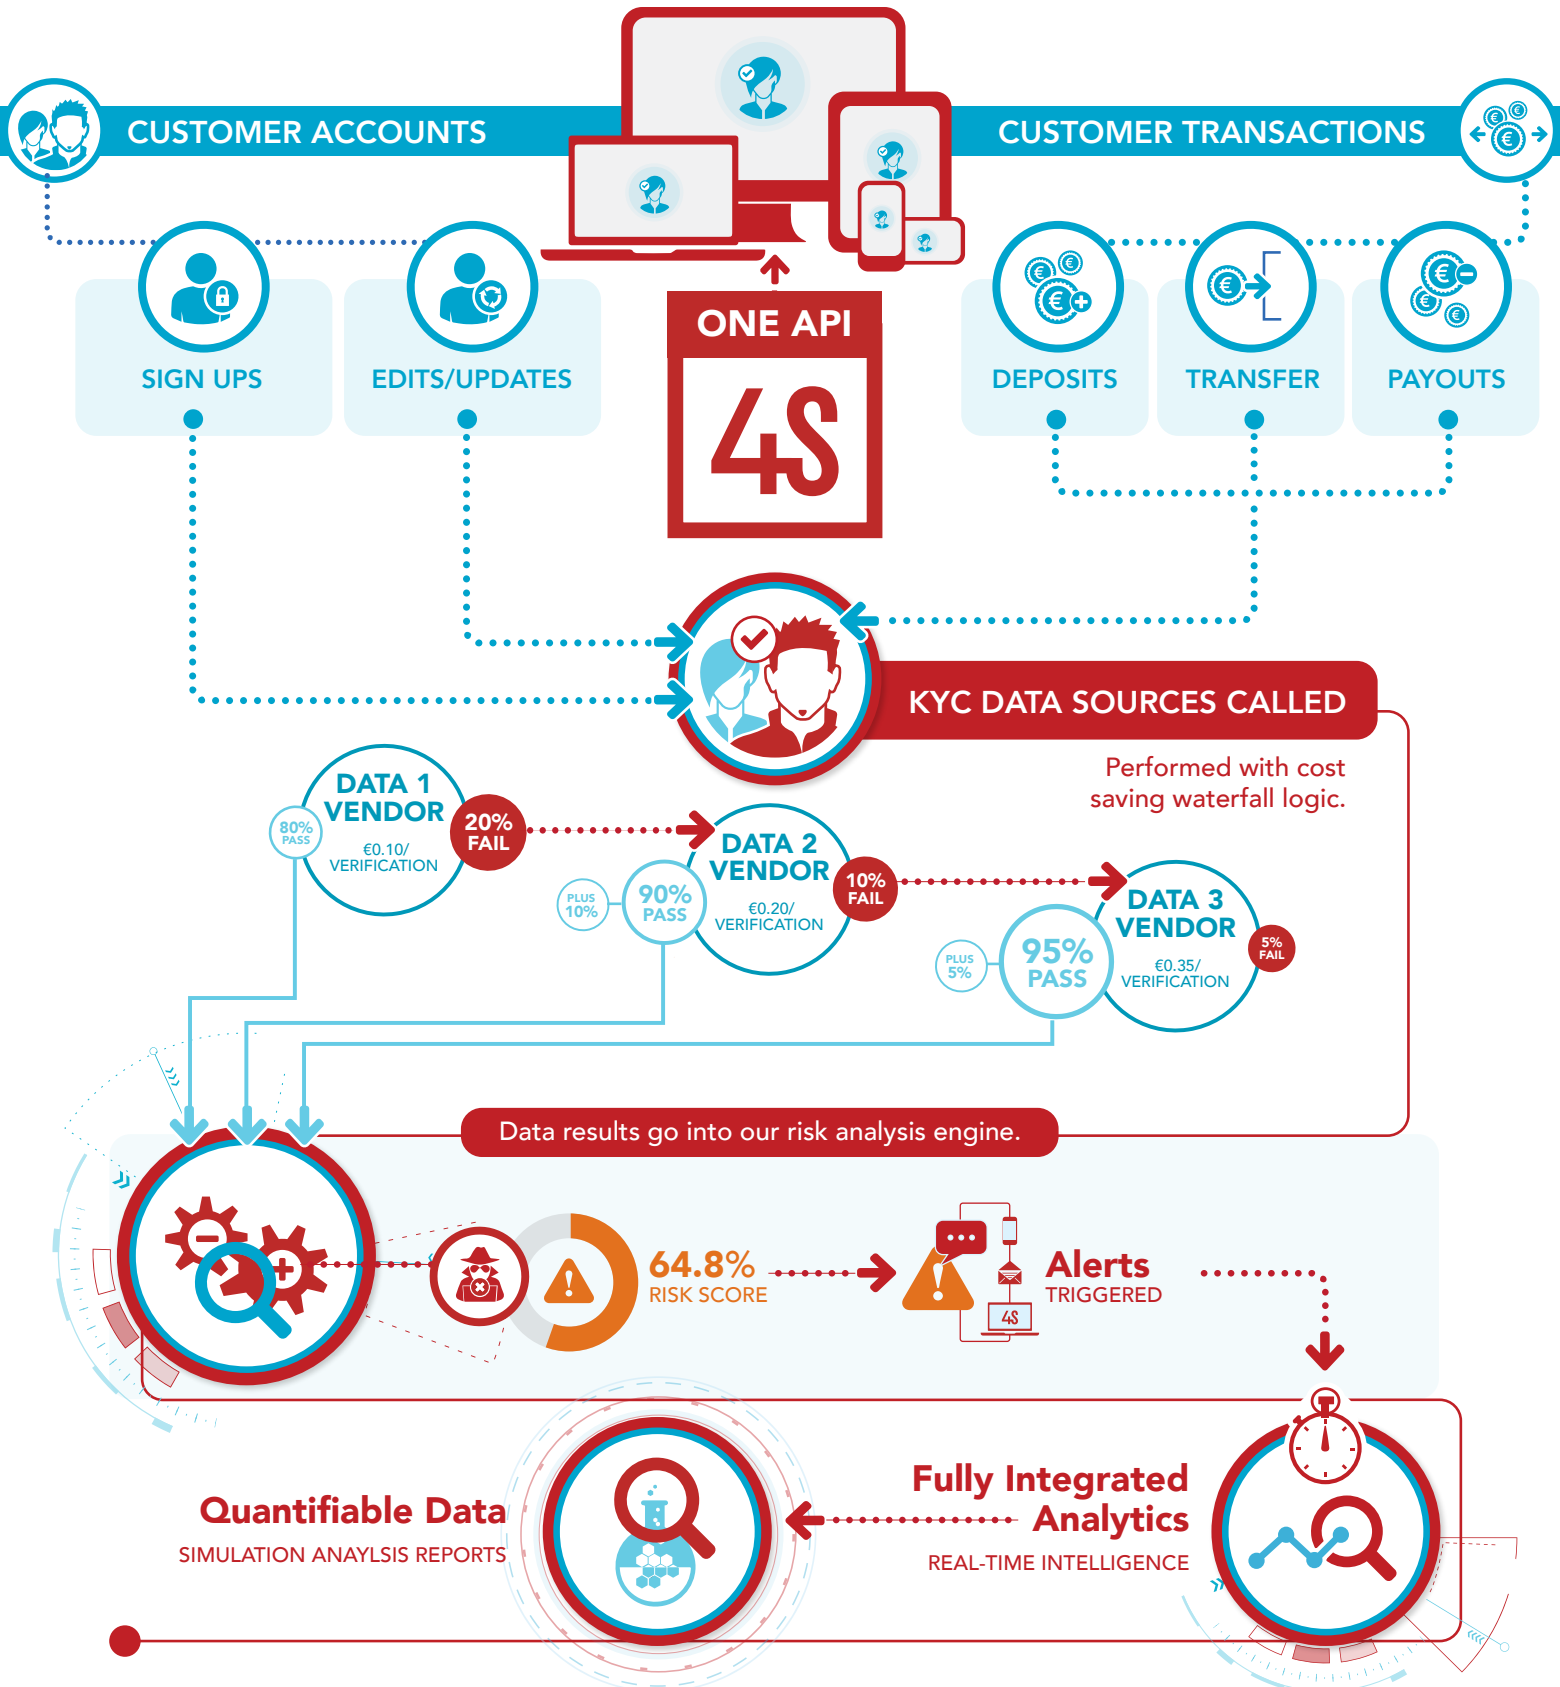 CUSTOMER ACCOUNTS
CUSTOMER TRANSACTIONS
SIGN UPS
EDITS/UPDATES
ONE API
4S
DEPOSITS
TRANSFER
PAYOUTS
KYC DATA SOURCES CALLED
Performed with cost
saving waterfall logic.
DATA 1
VENDOR
€0.10/
VERIFICATION
80%
PASS
20%
FAIL
DATA 2
VENDOR
€0.20/
VERIFICATION
PLUS
10%
90%
PASS
10%
FAIL
DATA 3
VENDOR
€0.35/
VERIFICATION
PLUS
5%
95%
PASS
5%
FAIL
Data results go into our risk analysis engine.
64.8%
RISK SCORE
4S
Alerts
TRIGGERED
Fully Integrated
Analytics
REAL-TIME INTELLIGENCE
Quantifiable Data
SIMULATION ANAYLSIS REPORTS